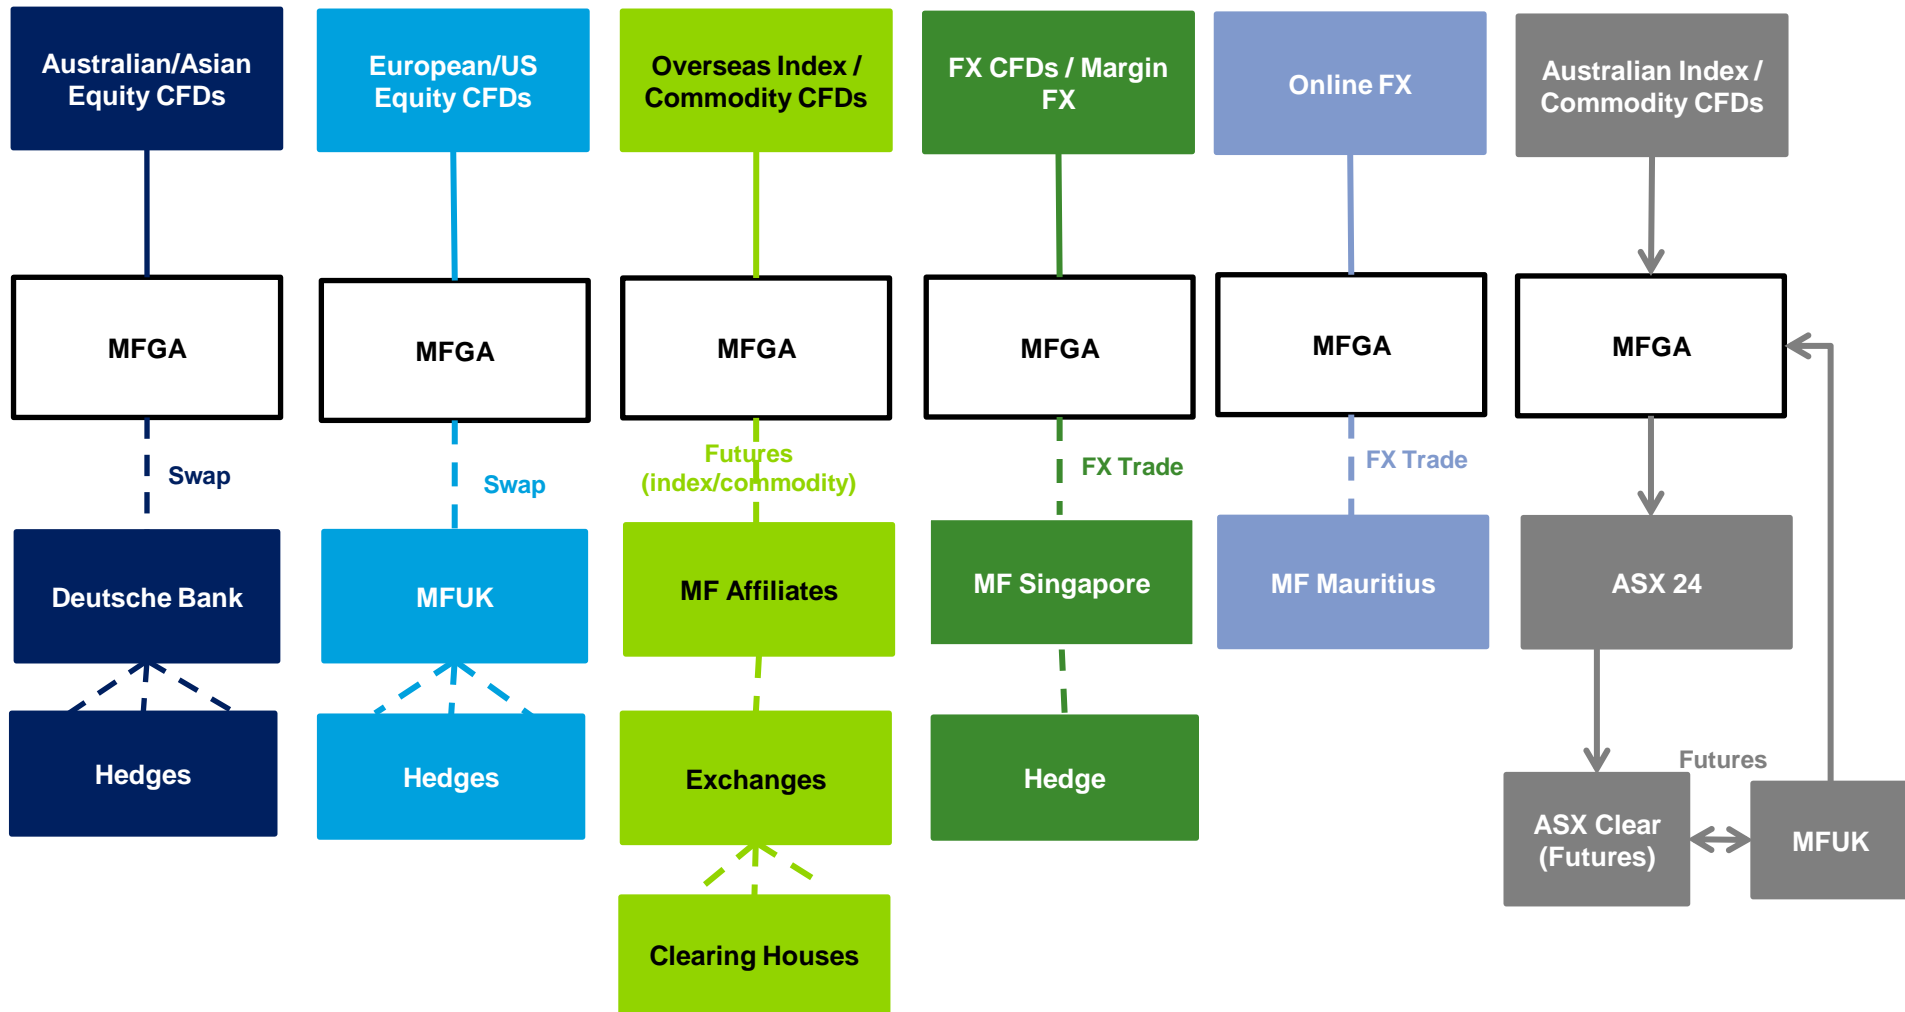 Australian/Asian
Equity CFDs
European/US
Equity CFDs
Overseas Index /
Commodity CFDs
FX CFDs / Margin
FX
Online FX
Australian Index /
Commodity CFDs
MFGA
MFGA
MFGA
MFGA
MFGA
MFGA
Swap
Swap
Futures
(index/commodity)
FX Trade
FX Trade
Deutsche Bank
MFUK
MF Affiliates
MF Singapore
MF Mauritius
ASX 24
Hedges
Hedges
Exchanges
Hedge
Futures
ASX Clear
(Futures)
MFUK
Clearing Houses